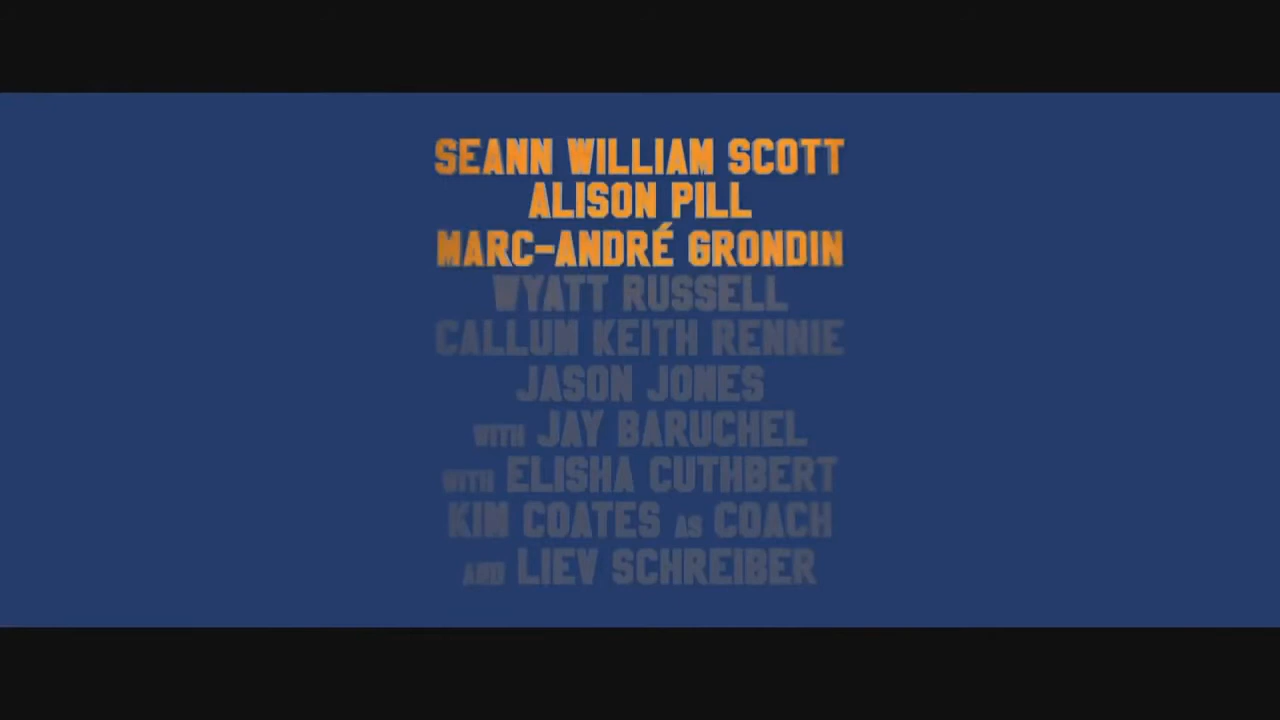 SEANN WILLIAM SCOTT
ALISON PILL
MARC-ANDRÉ GRONDIN
WYATT RUSSELL
CALLUM KEITH RENNIE
JASON JONES
WITH JAY BARUCHEL
WITH ELISHA CUTHBERT
KIM COATES AS COACH
AND LIEV SCHREIBER